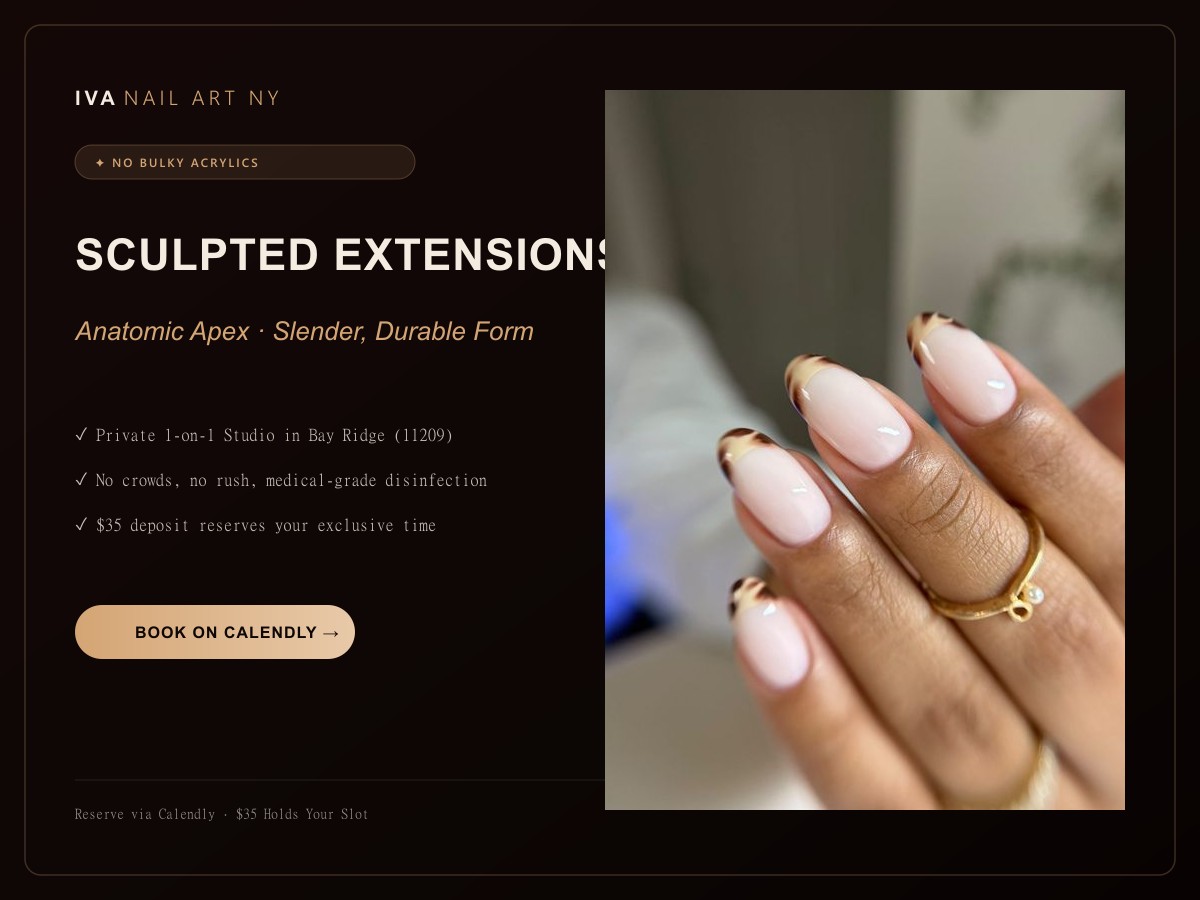 IVA NAIL ART NY
✦ NO BULKY ACRYLICS
SCULPTED EXTENSIONS
Anatomic Apex · Slender, Durable Form
✓ Private 1-on-1 Studio in Bay Ridge (11209)
✓ No crowds, no rush, medical-grade disinfection
✓ $35 deposit reserves your exclusive time
BOOK ON CALENDLY →
Reserve via Calendly · $35 Holds Your Slot